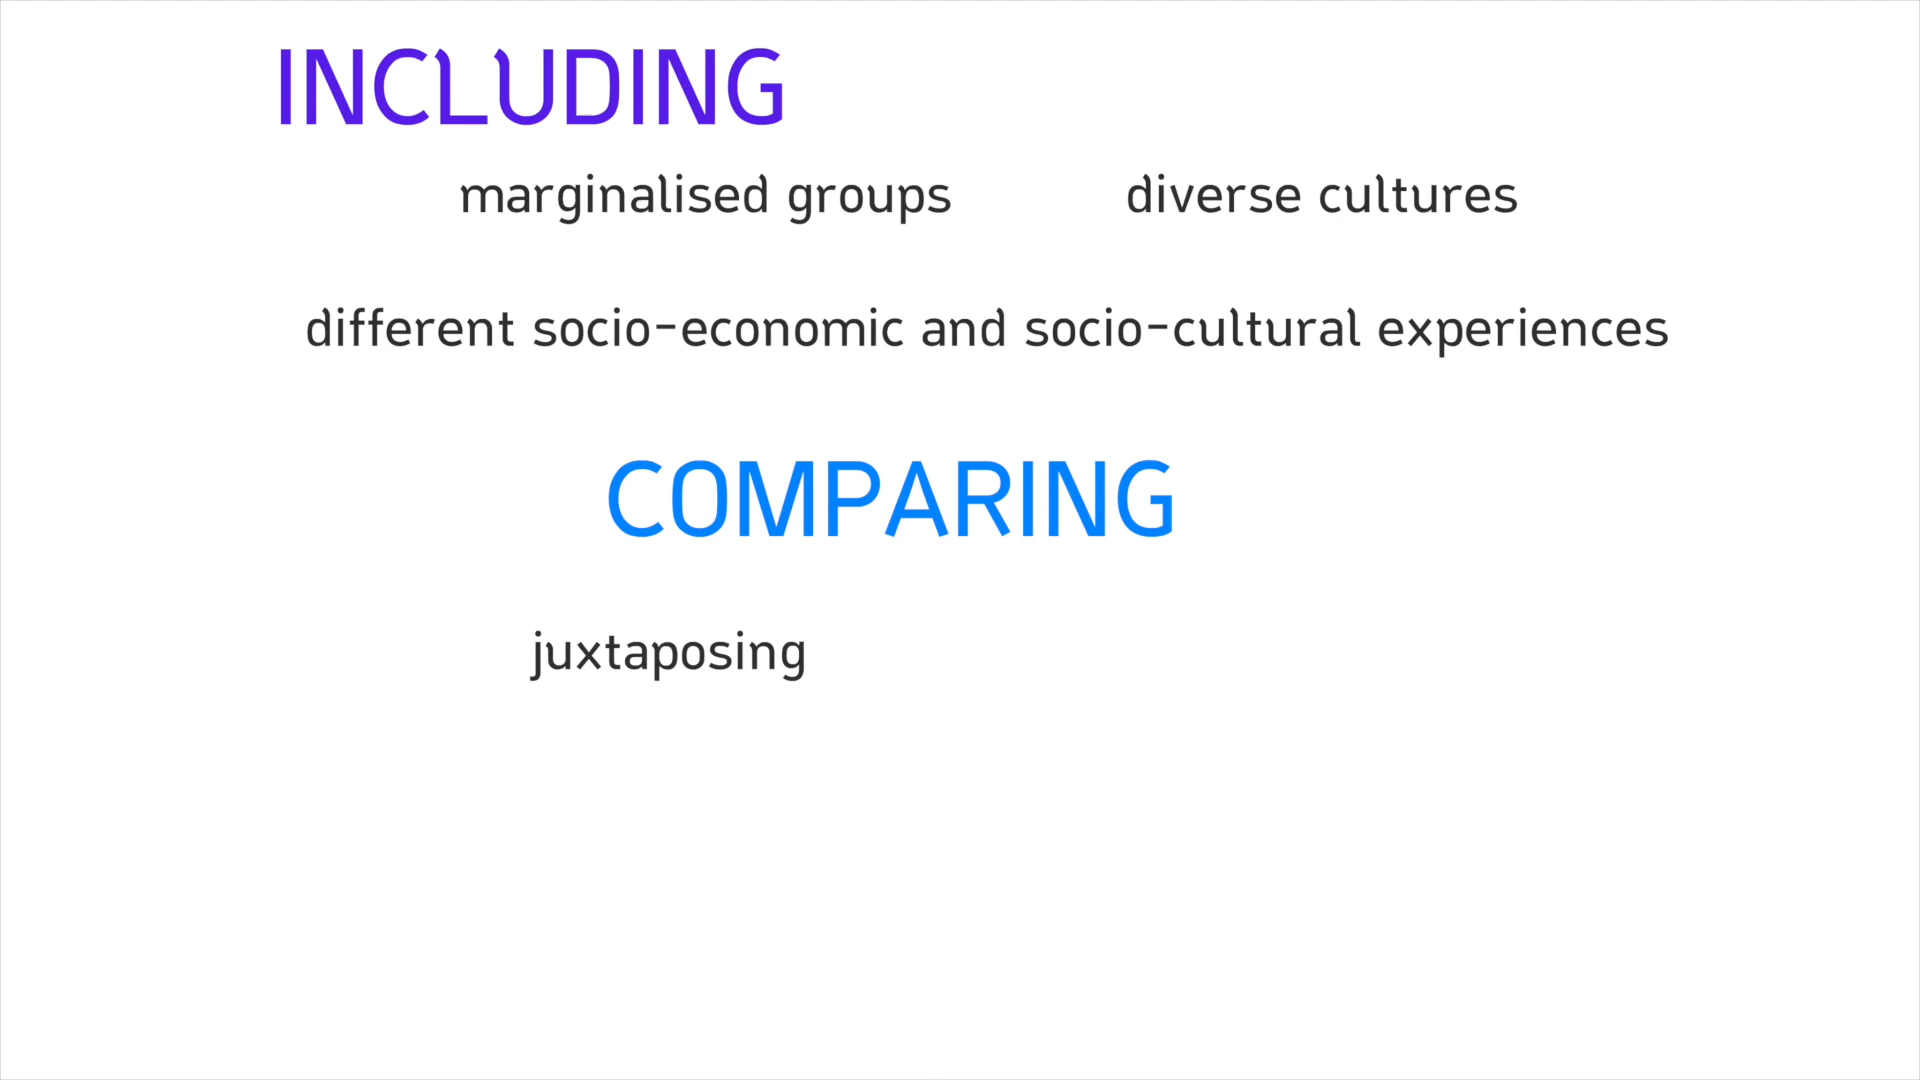 INCLUDING
marginalised groups diverse cultures
different socio-economic and socio-cultural experiences
COMPARING
juxtaposing